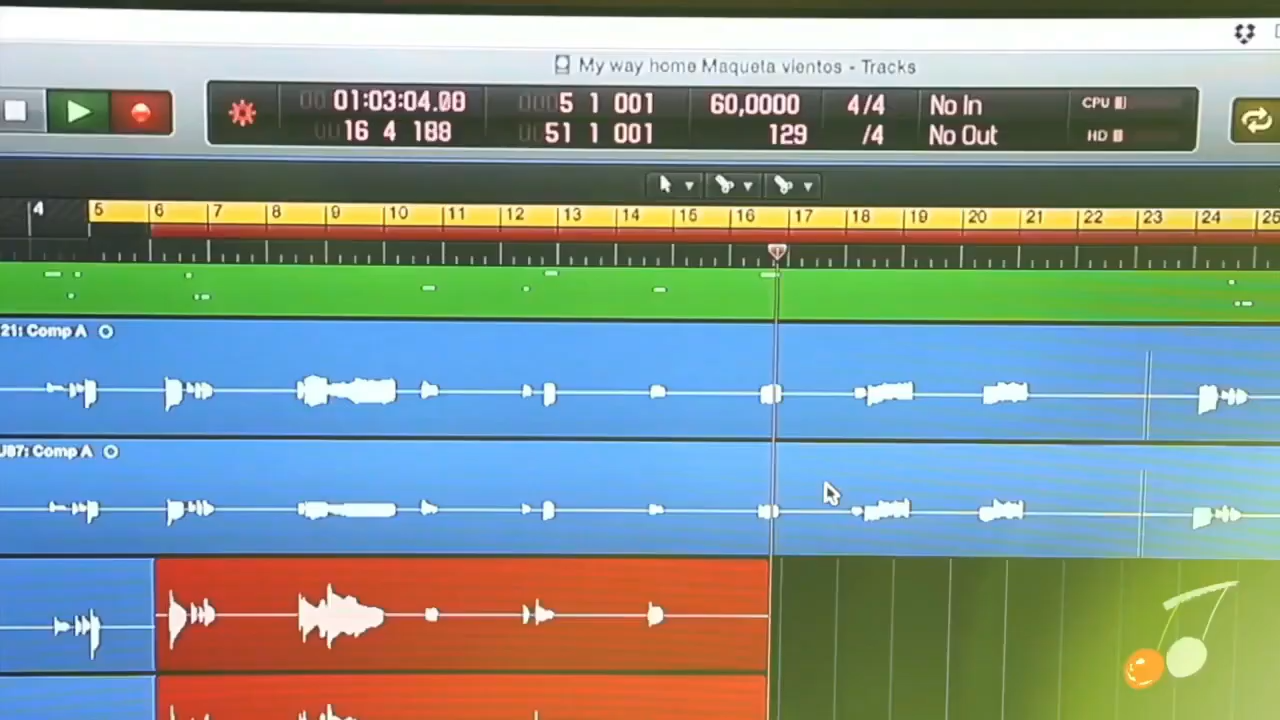 My way home Maqueta vientos - Tracks
01:03:04.00 5 1 001 60,0000 4/4 No In CPU
16 4 188 51 1 001 129 /4 No Out HD
4 5 6 7 8 9 10 11 12 13 14 15 16 17 18 19 20 21 22 23 24 25
21: Comp A
U87: Comp A